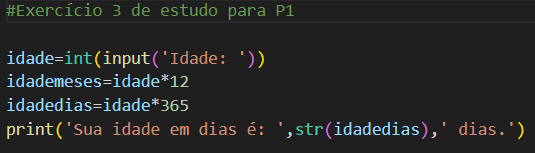 #Exercício 3 de estudo para P1
idade=int(input('Idade: '))
idademeses=idade*12
idadedias=idade*365
print('Sua idade em dias é: ',str(idadedias),' dias.')